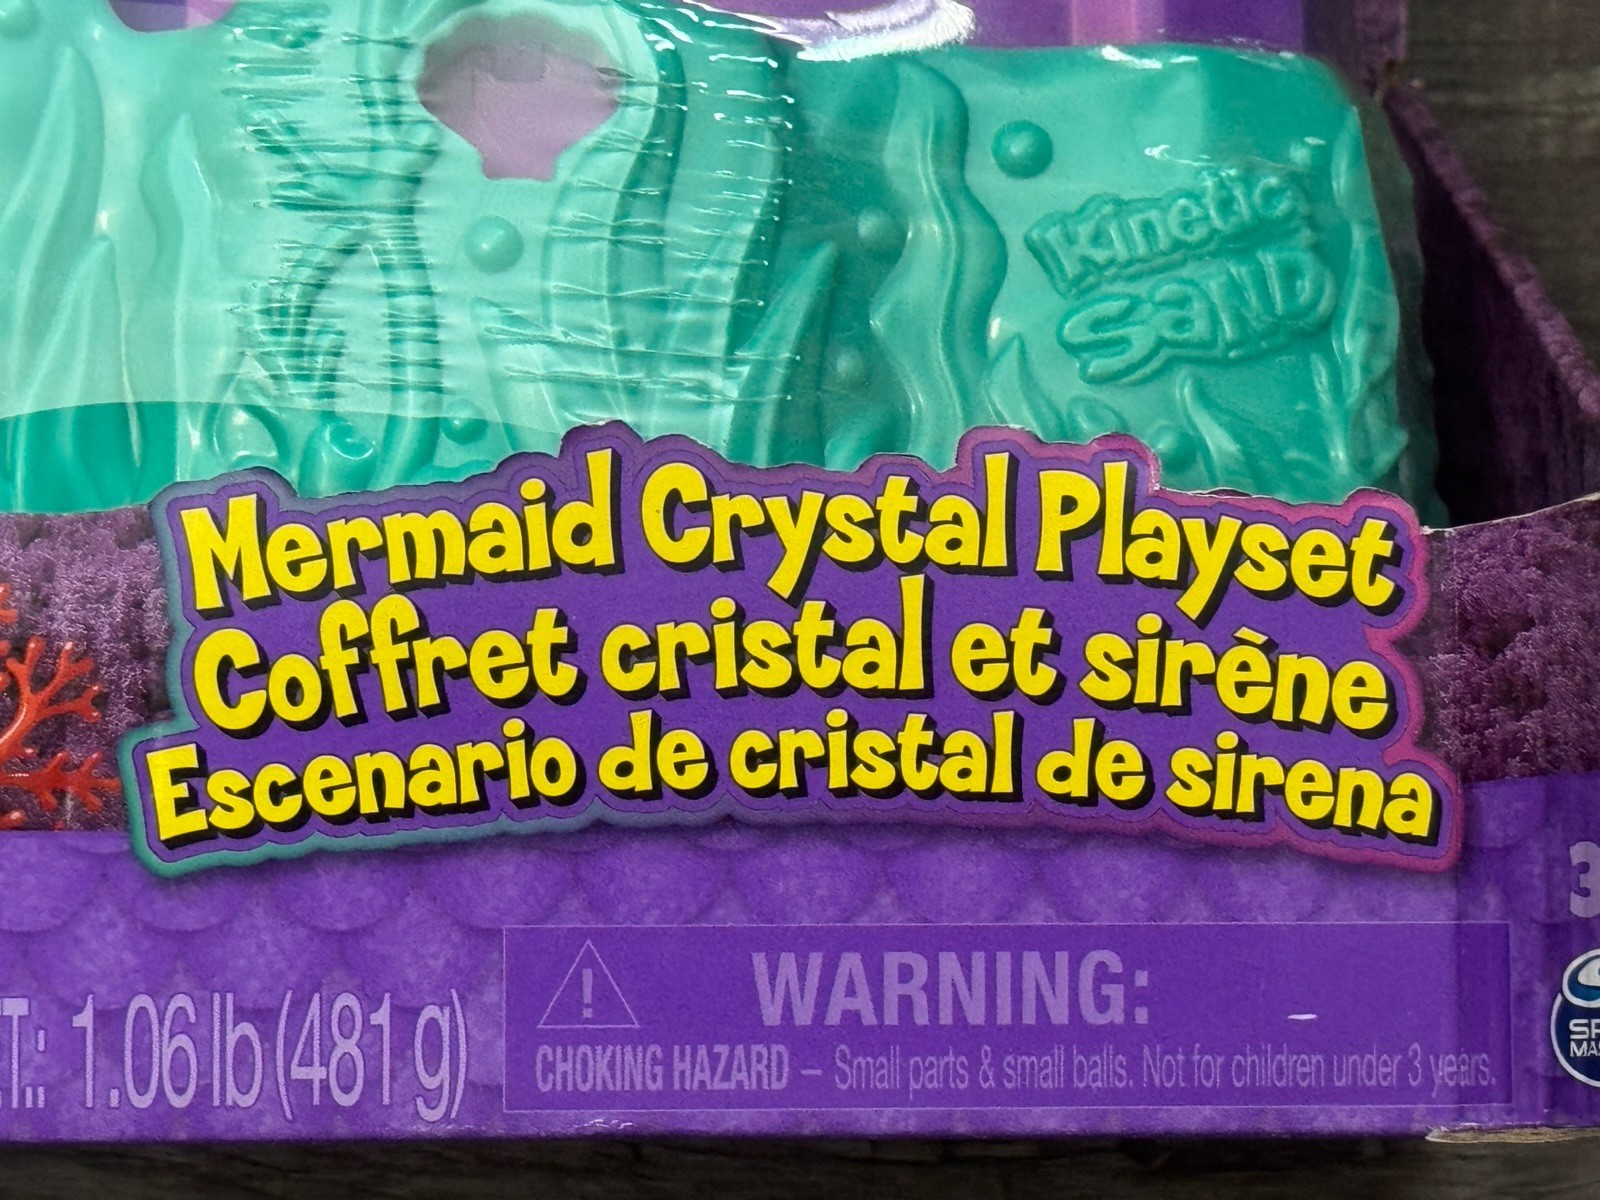 Kinetic
Sand
Mermaid Crystal Playset
Coffret cristal et sirène
Escenario de cristal de sirena
1.06 lb (481 g)
WARNING:
CHOKING HAZARD – Small parts & small balls. Not for children under 3 years.